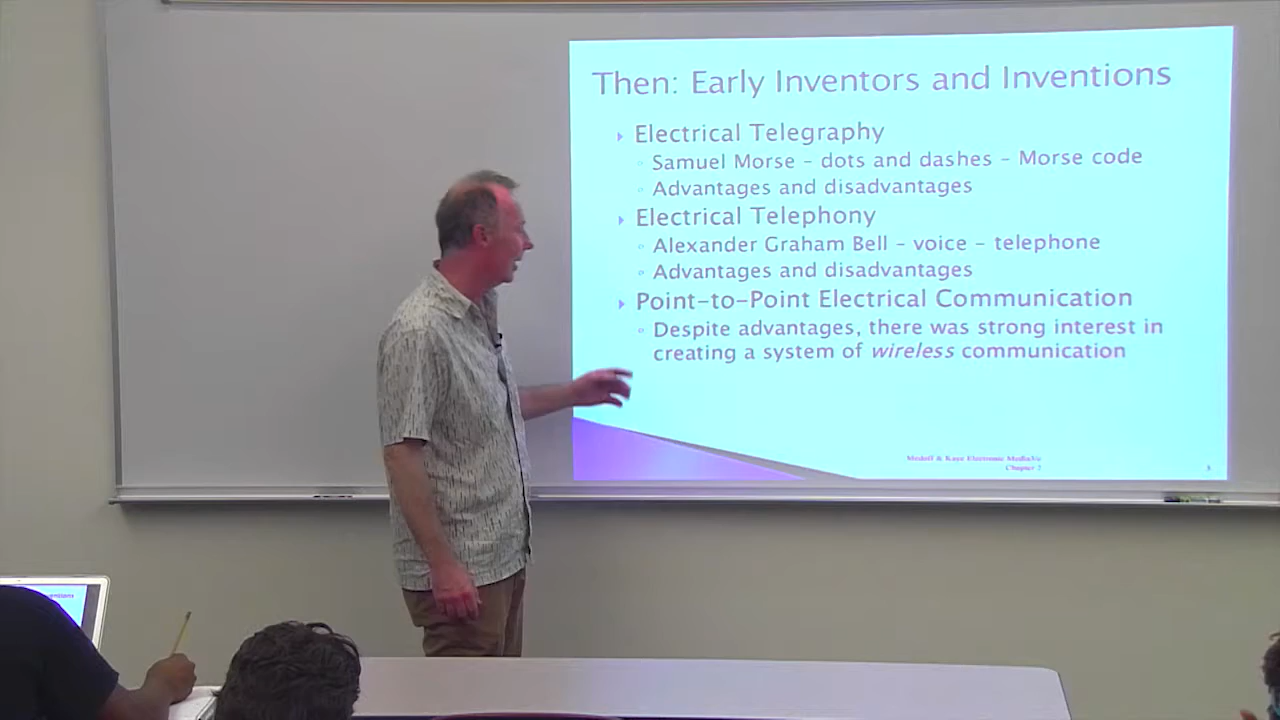 Then: Early Inventors and Inventions
Electrical Telegraphy
Samuel Morse – dots and dashes – Morse code
Advantages and disadvantages
Electrical Telephony
Alexander Graham Bell – voice – telephone
Advantages and disadvantages
Point-to-Point Electrical Communication
Despite advantages, there was strong interest in
creating a system of wireless communication
Medoff & Kaye Electronic Media
Chapter 2